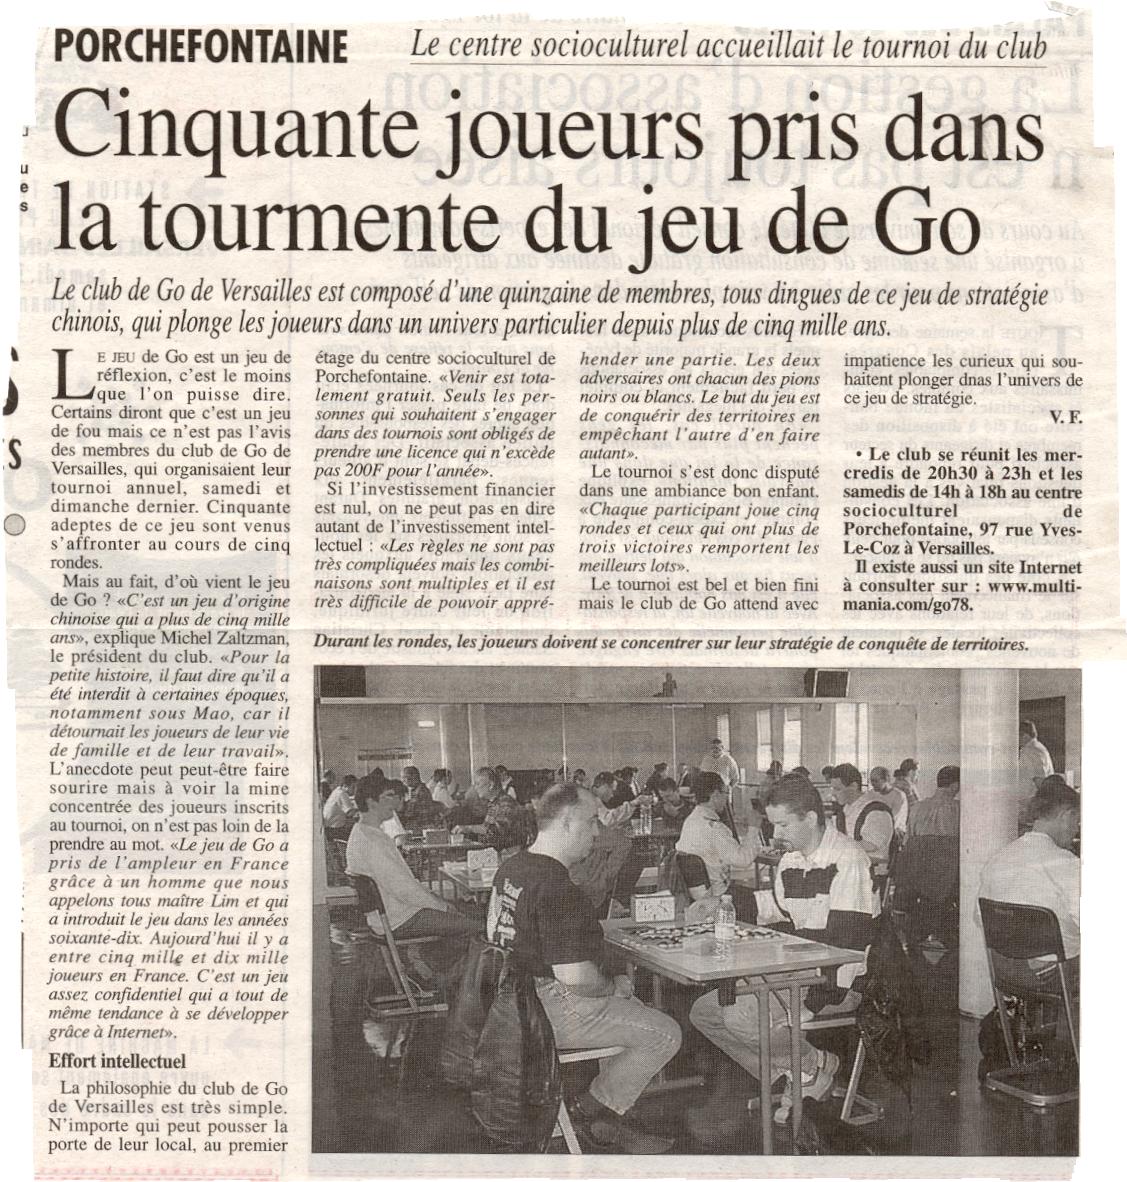 PORCHEFONTAINE
Le centre socioculturel accueillait le tournoi du club
Cinquante joueurs pris dans
la tourmente du jeu de Go
Le club de Go de Versailles est composé d'une quinzaine de membres, tous dingues de ce jeu de stratégie
chinois, qui plonge les joueurs dans un univers particulier depuis plus de cinq mille ans.
LE JEU de Go est un jeu de
réflexion, c'est le moins
que l'on puisse dire.
Certains diront que c'est un jeu
de fou mais ce n'est pas l'avis
des membres du club de Go de
Versailles, qui organisaient leur
tournoi annuel, samedi et
dimanche dernier. Cinquante
adeptes de ce jeu sont venus
s'affronter au cours de cinq
rondes.
Mais au fait, d'où vient le jeu
de Go ? «C'est un jeu d'origine
chinoise qui a plus de cinq mille
ans», explique Michel Zaltzman,
le président du club. «Pour la
petite histoire, il faut dire qu'il a
été interdit à certaines époques,
notamment sous Mao, car il
détournait les joueurs de leur vie
de famille et de leur travail».
L'anecdote peut peut-être faire
sourire mais à voir la mine
concentrée des joueurs inscrits
au tournoi, on n'est pas loin de la
prendre au mot. «Le jeu de Go a
pris de l'ampleur en France
grâce à un homme que nous
appelons tous maître Lim et qui
a introduit le jeu dans les années
soixante-dix. Aujourd'hui il y a
entre cinq mille et dix mille
joueurs en France. C'est un jeu
assez confidentiel qui a tout de
même tendance à se développer
grâce à Internet».
Effort intellectuel
La philosophie du club de Go
de Versailles est très simple.
N'importe qui peut pousser la
porte de leur local, au premier
étage du centre socioculturel de
Porchefontaine. «Venir est tota-
lement gratuit. Seuls les per-
sonnes qui souhaitent s'engager
dans des tournois sont obligés de
prendre une licence qui n'excède
pas 200F pour l'année».
Si l'investissement financier
est nul, on ne peut pas en dire
autant de l'investissement intel-
lectuel : «Les règles ne sont pas
très compliquées mais les combi-
naisons sont multiples et il est
très difficile de pouvoir appré-
hender une partie. Les deux
adversaires ont chacun des pions
noirs ou blancs. Le but du jeu est
de conquérir des territoires en
empêchant l'autre d'en faire
autant».
Le tournoi s'est donc disputé
dans une ambiance bon enfant.
«Chaque participant joue cinq
rondes et ceux qui ont plus de
trois victoires remportent les
meilleurs lots».
Le tournoi est bel et bien fini
mais le club de Go attend avec
impatience les curieux qui sou-
haitent plonger dnas l'univers de
ce jeu de stratégie.
V. F.
• Le club se réunit les mer-
credis de 20h30 à 23h et les
samedis de 14h à 18h au centre
socioculturel de
Porchefontaine, 97 rue Yves-
Le-Coz à Versailles.
Il existe aussi un site Internet
à consulter sur : www.multi-
mania.com/go78.
Durant les rondes, les joueurs doivent se concentrer sur leur stratégie de conquête de territoires.